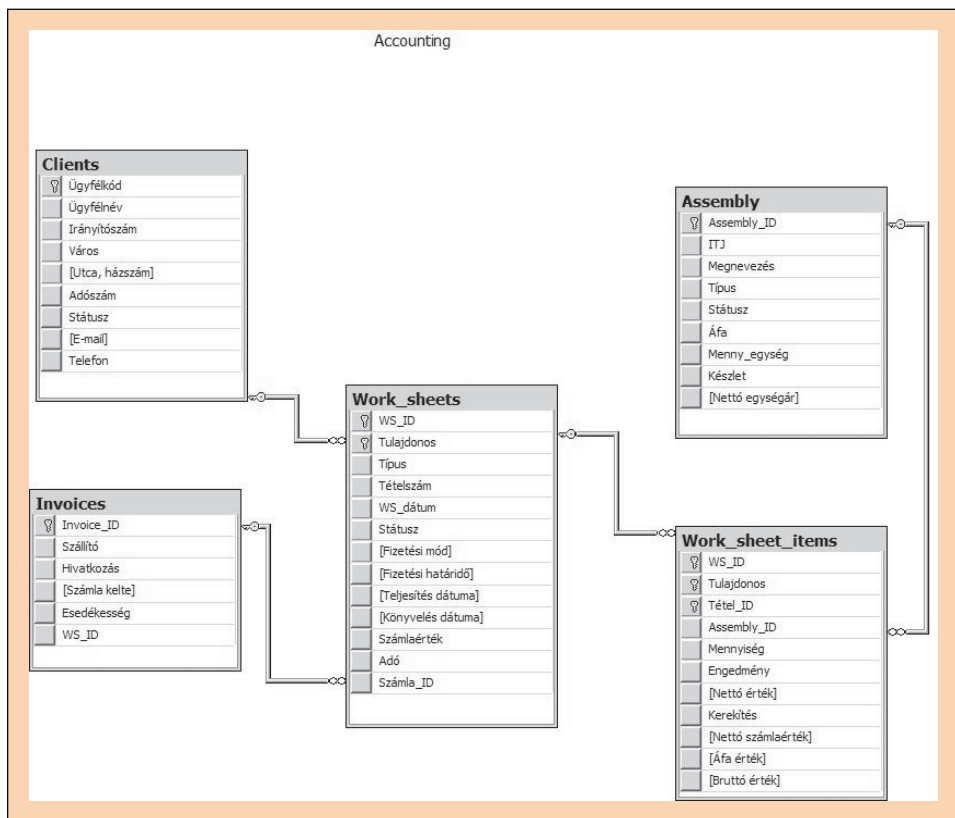 Accounting
Clients
Ügyfélkód
Ügyfélnév
Irányítószám
Város
[Utca, házszám]
Adószám
Státusz
[E-mail]
Telefon
Invoices
Invoice_ID
Szállító
Hivatkozás
[Számla kelte]
Esedékesség
WS_ID
Work_sheets
WS_ID
Tulajdonos
Típus
Tételszám
WS_dátum
Státusz
[Fizetési mód]
[Fizetési határidő]
[Teljesítés dátuma]
[Könyvelés dátuma]
Számlaérték
Adó
Számla_ID
Assembly
Assembly_ID
ITJ
Megnevezés
Típus
Státusz
Áfa
Menny_egység
Készlet
[Nettó egységár]
Work_sheet_items
WS_ID
Tulajdonos
Tétel_ID
Assembly_ID
Mennyiség
Engedmény
[Nettó érték]
Kerekítés
[Nettó számlaérték]
[Áfa érték]
[Bruttó érték]